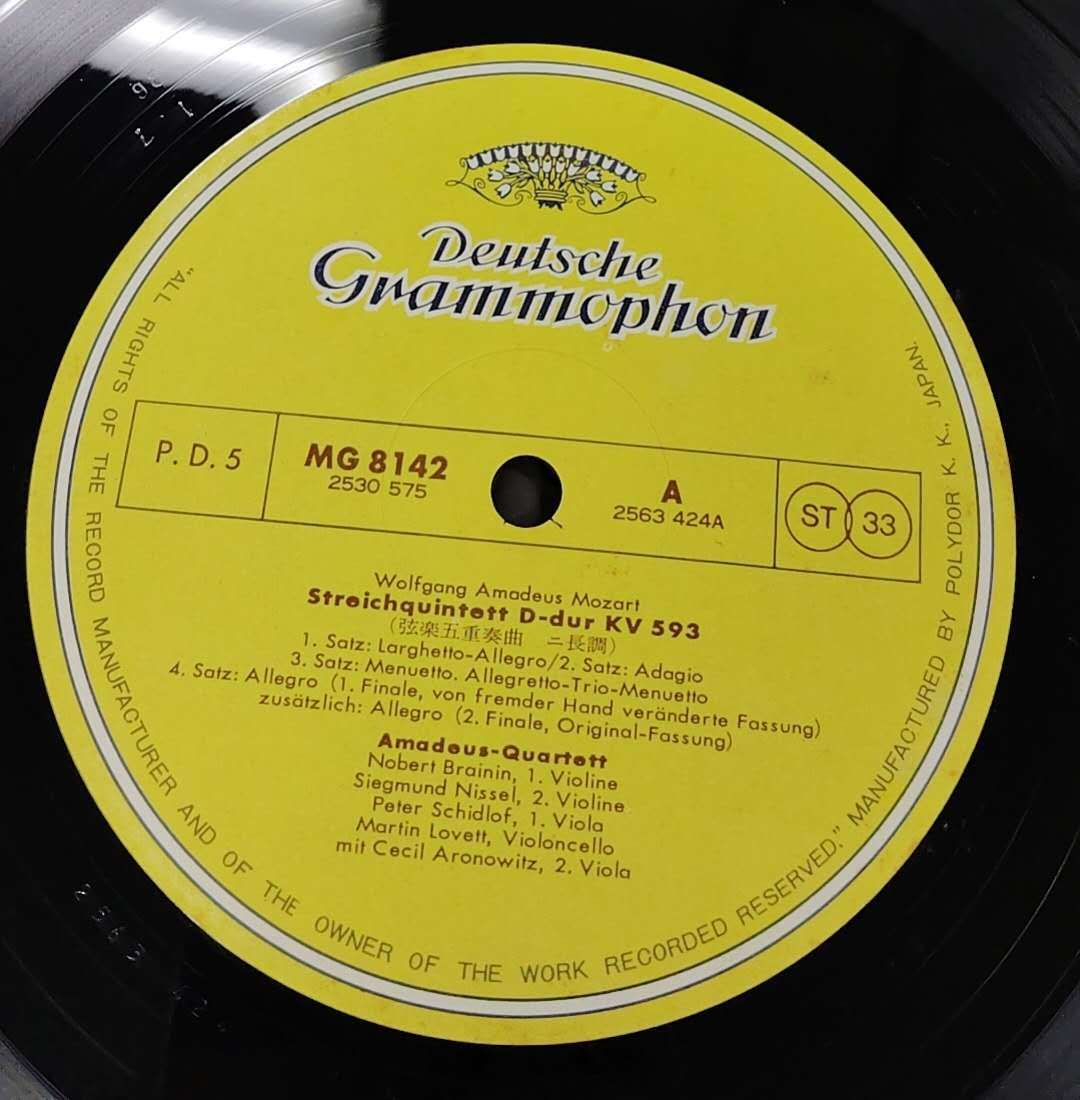 Deutsche
Grammophon
P. D. 5
MG 8142
2530 575
A
2563 424A
ST 33
Wolfgang Amadeus Mozart
Streichquintett D-dur KV 593
(弦楽五重奏曲 ニ長調)
1. Satz: Larghetto-Allegro/2. Satz: Adagio
3. Satz: Menuetto. Allegretto-Trio-Menuetto
4. Satz: Allegro (1. Finale, von fremder Hand veränderte Fassung)
zusätzlich: Allegro (2. Finale, Original-Fassung)
Amadeus-Quartett
Nobert Brainin, 1. Violine
Siegmund Nissel, 2. Violine
Peter Schidlof, 1. Viola
Martin Lovett, Violoncello
mit Cecil Aronowitz, 2. Viola
"ALL RIGHTS OF THE RECORD MANUFACTURER AND OF THE OWNER OF THE WORK RECORDED RESERVED." MANUFACTURED BY POLYDOR K. K., JAPAN.
2563 424